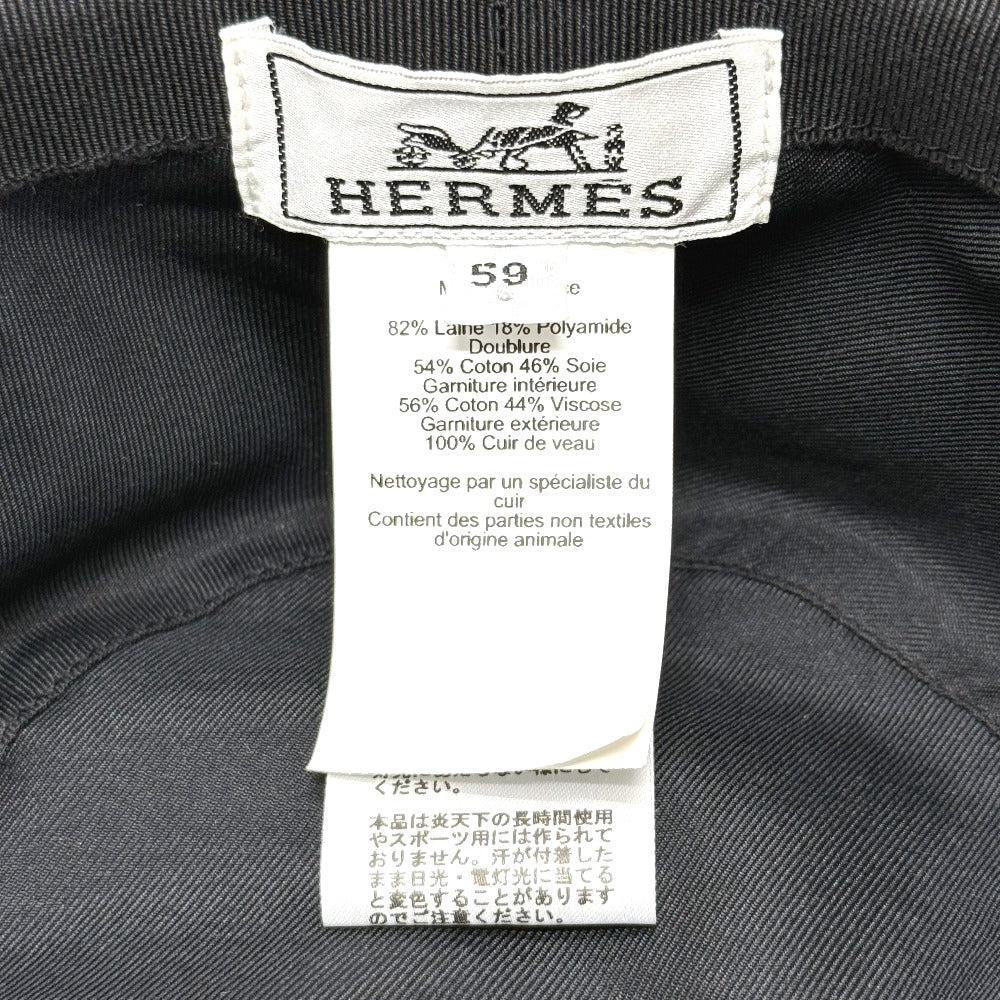 HERMES
59
82% Laine 18% Polyamide
Doublure
54% Coton 46% Soie
Garniture intérieure
56% Coton 44% Viscose
Garniture extérieure
100% Cuir de veau
Nettoyage par un spécialiste du
cuir
Contient des parties non textiles
d'origine animale
ください。
本品は炎天下の長時間使用
やスポーツ用には作られて
おりません。汗が付着した
まま日光・電灯光に当てる
と変色することがあります
のでご注意ください。